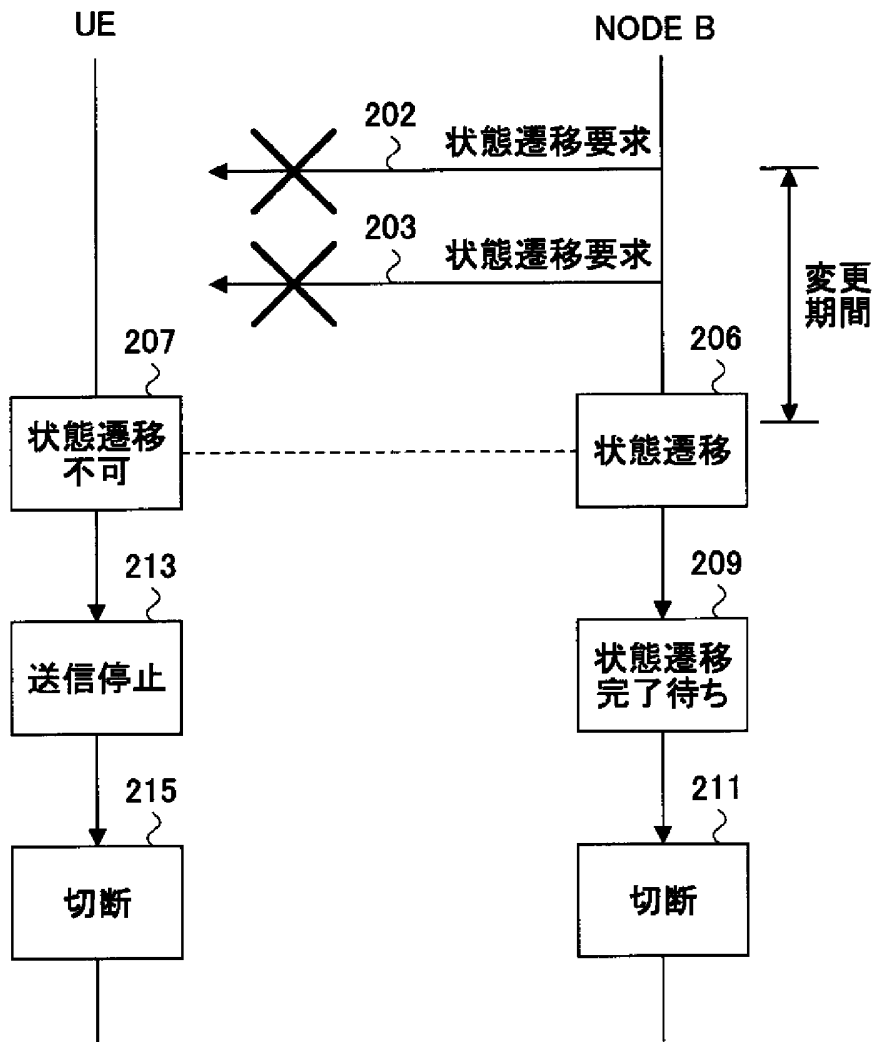 UE
NODE B
202
状態遷移要求
203
状態遷移要求
変更
期間
207
206
状態遷移
不可
状態遷移
213
209
送信停止
状態遷移
完了待ち
215
211
切断
切断